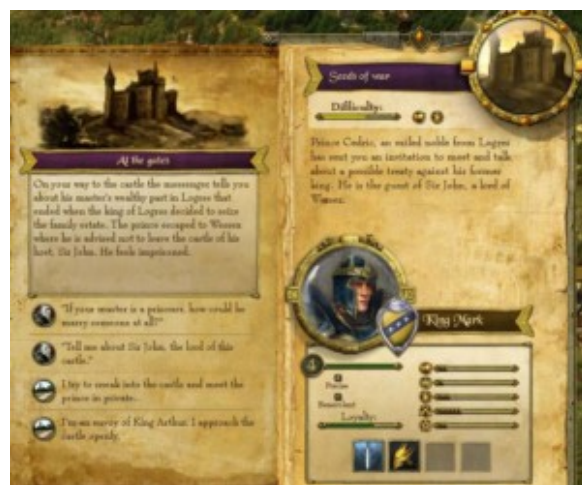 At the gates
On your way to the castle the messenger tells you
about his master's wealthy past in Logres that
ended when the king of Logres decided to seize
the family estate. The prince escaped to Wessex
where he is advised not to leave the castle of his
host, Sir John. He feels imprisoned.
"If your master is a prisoner, how could he
marry someone at all?"
"Tell me about Sir John, the lord of this
castle."
I try to sneak into the castle and meet the
prince in private.
I'm an envoy of King Arthur: I approach the
castle openly.
Seeds of war
Difficulty:
Prince Cedric, an exiled noble from Logres
has sent you an invitation to meet and talk
about a possible treaty against his former
king. He is the guest of Sir John, a lord of
Wessex.
King Mark
4
Benevolent
Loyalty: